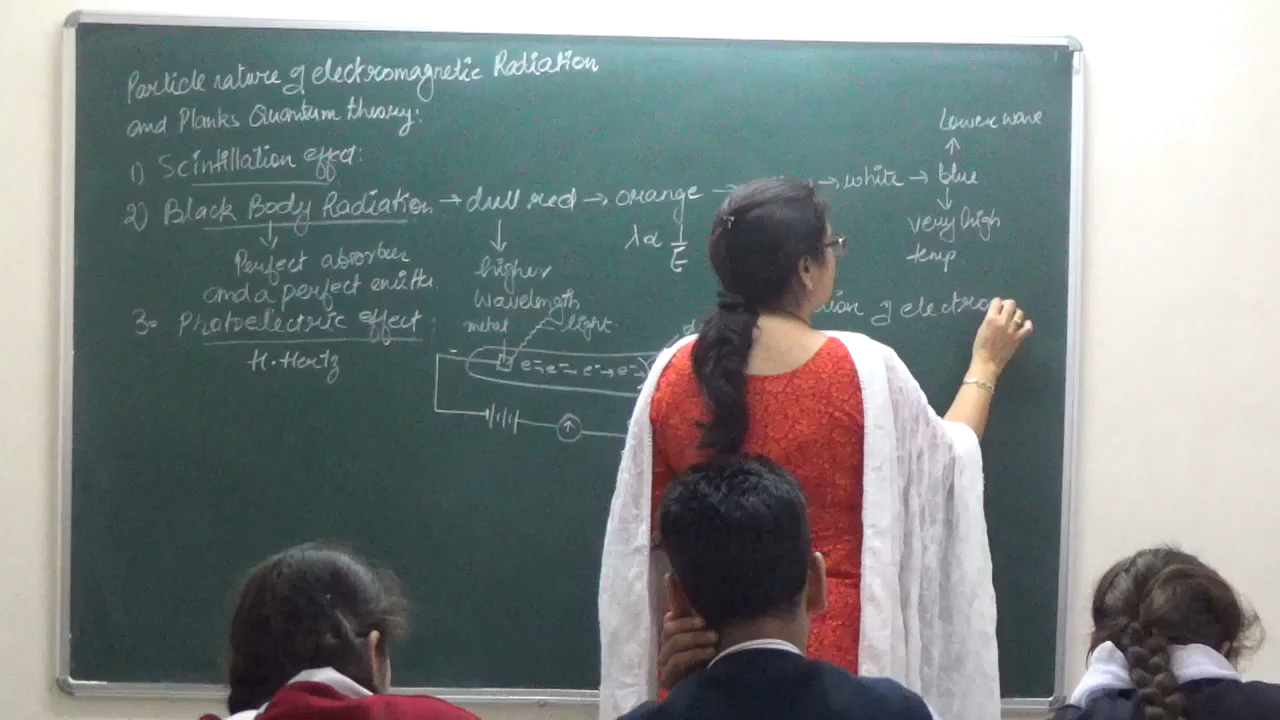 Particle nature of electromagnetic Radiation
and Planks Quantum theory:
1) Scintillation effect:
2) Black Body Radiation → dull red → orange → → white → blue
Lower wave
very high
temp.
λ ∝ 1/E
Perfect absorber
and a perfect emitter.
higher
wavelength
3. Photoelectric effect:
H. Hertz
metal light
- e⁻→ e⁻→ e⁻→ e⁻→
of electro